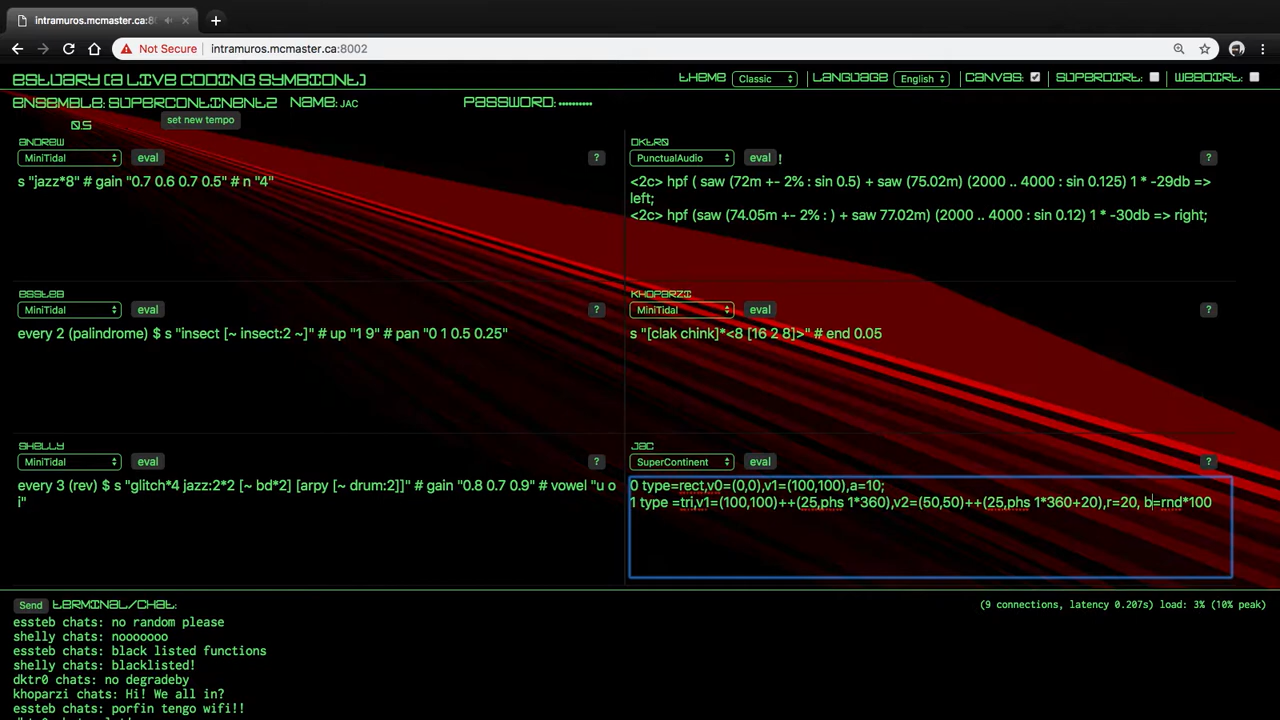 intramuros.mcmaster.ca:8
Not Secure intramuros.mcmaster.ca:8002
ESTUARY (A LIVE CODING SYMBIONT)
THEME Classic LANGUAGE English CANVAS: SUPERDIRT: WEBDIRT:
ENSEMBLE: SUPERCONTINENT2 NAME: JAC PASSWORD: ••••••••••
0.5 set new tempo
ANDREW
MiniTidal eval ?
s "jazz*8" # gain "0.7 0.6 0.7 0.5" # n "4"
DKTR0
PunctualAudio eval ! ?
<2c> hpf ( saw (72m +- 2% : sin 0.5) + saw (75.02m) (2000 .. 4000 : sin 0.125) 1 * -29db =>
left;
<2c> hpf (saw (74.05m +- 2% : ) + saw 77.02m) (2000 .. 4000 : sin 0.12) 1 * -30db => right;
ESSTEB
MiniTidal eval ?
every 2 (palindrome) $ s "insect [~ insect:2 ~]" # up "1 9" # pan "0 1 0.5 0.25"
KHOPARZI
MiniTidal eval ?
s "[clak chink]*<8 [16 2 8]>" # end 0.05
SHELLY
MiniTidal eval ?
every 3 (rev) $ s "glitch*4 jazz:2*2 [~ bd*2] [arpy [~ drum:2]]" # gain "0.8 0.7 0.9" # vowel "u o
i"
JAC
SuperContinent eval ?
0 type=rect,v0=(0,0),v1=(100,100),a=10;
1 type =tri,v1=(100,100)++(25,phs 1*360),v2=(50,50)++(25,phs 1*360+20),r=20, b=rnd*100
Send TERMINAL/CHAT:
(9 connections, latency 0.207s) load: 3% (10% peak)
essteb chats: no random please
shelly chats: nooooooo
essteb chats: black listed functions
shelly chats: blacklisted!
dktr0 chats: no degradeby
khoparzi chats: Hi! We all in?
essteb chats: porfin tengo wifi!!